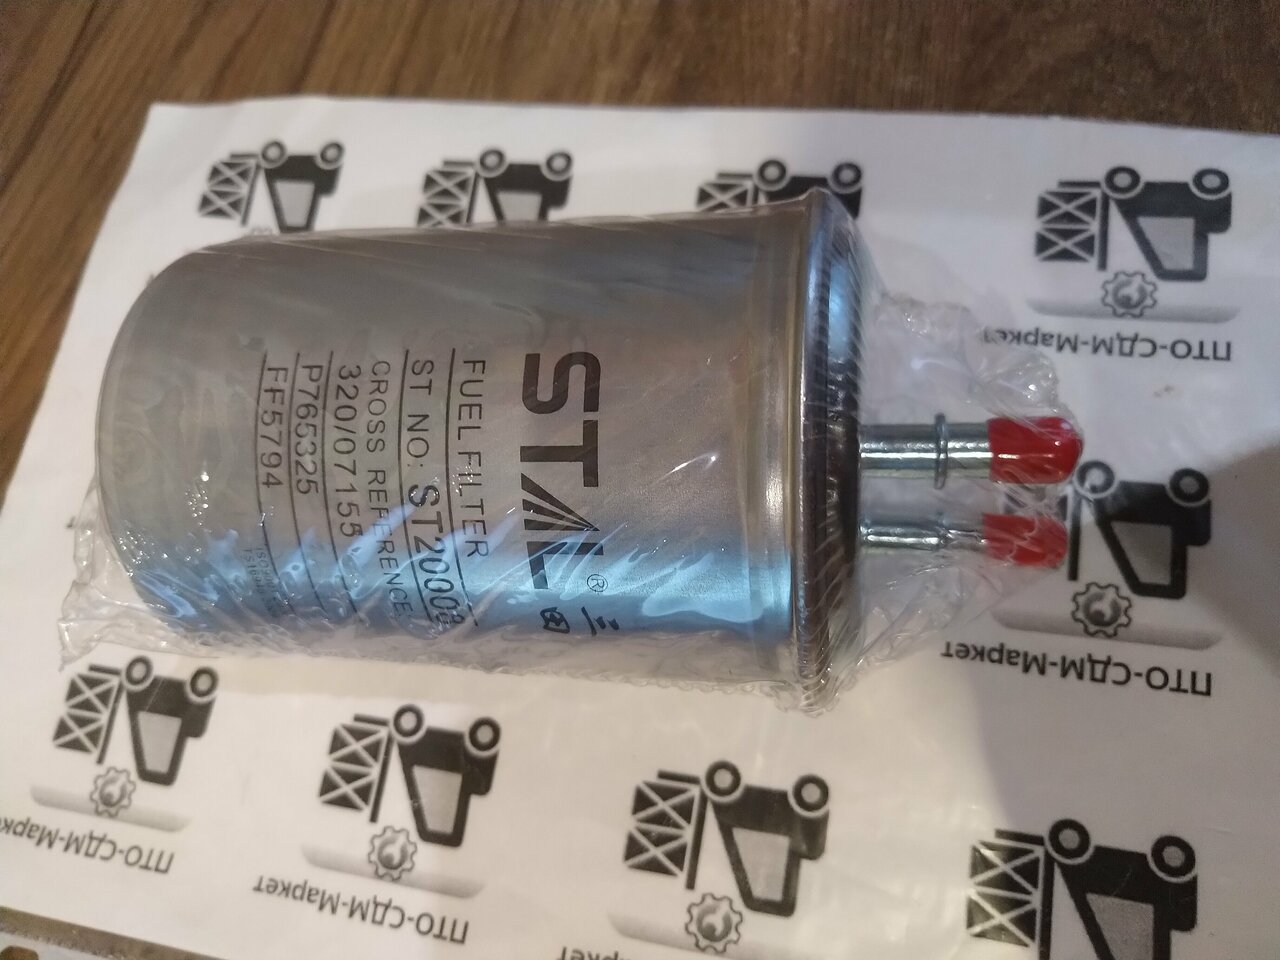 STAL®
FUEL FILTER
ST NO: ST20008
CROSS REFERENCE:
320/07155
P765325
FF5794
ПТО-СДМ-Маркет
ПТО-СДМ-Маркет
ПТО-СДМ-Маркет
ПТО-СДМ-Маркет